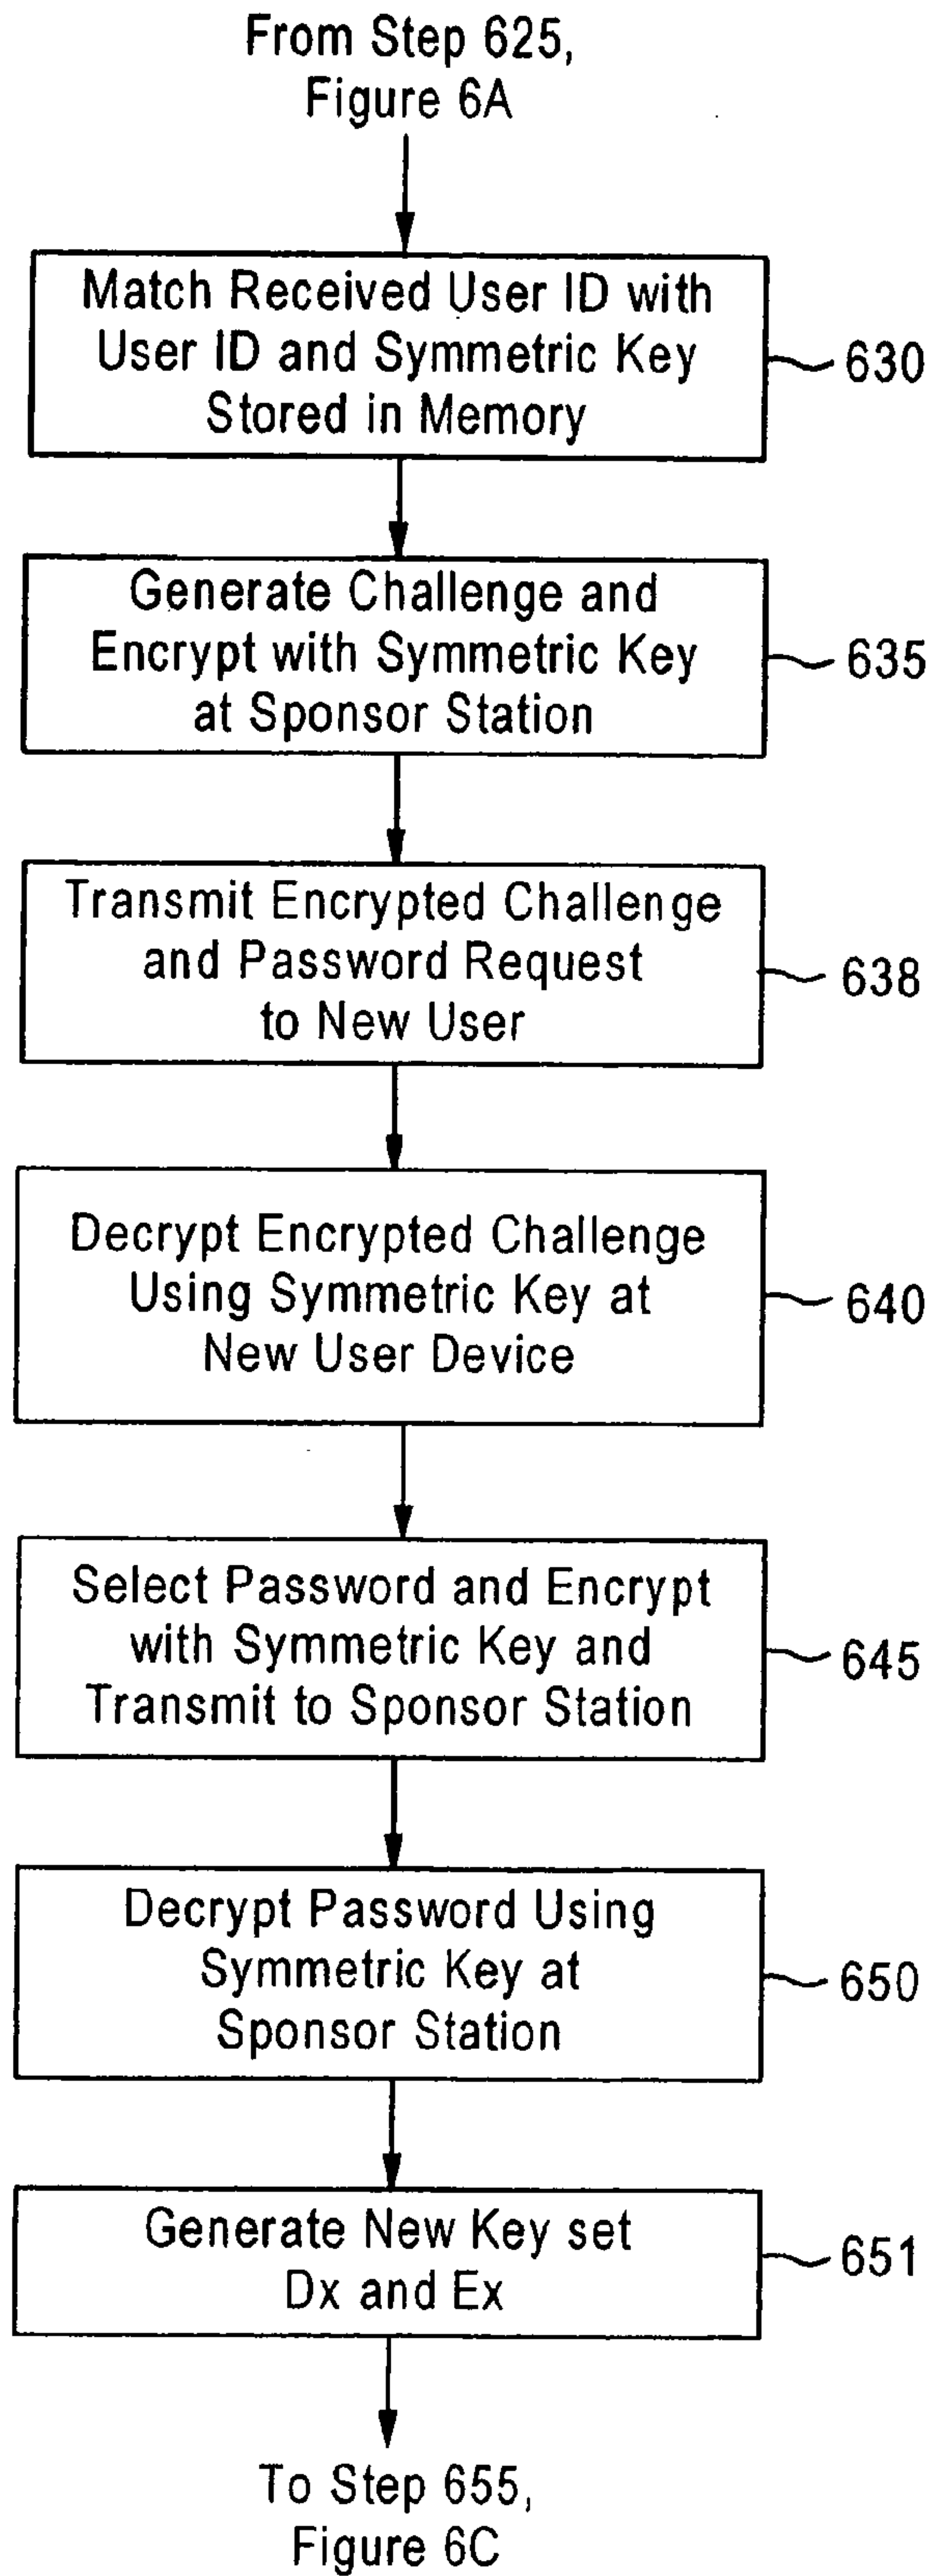 From Step 625,
Figure 6A
Match Received User ID with
User ID and Symmetric Key
Stored in Memory
630
Generate Challenge and
Encrypt with Symmetric Key
at Sponsor Station
635
Transmit Encrypted Challenge
and Password Request
to New User
638
Decrypt Encrypted Challenge
Using Symmetric Key at
New User Device
640
Select Password and Encrypt
with Symmetric Key and
Transmit to Sponsor Station
645
Decrypt Password Using
Symmetric Key at
Sponsor Station
650
Generate New Key set
Dx and Ex
651
To Step 655,
Figure 6C